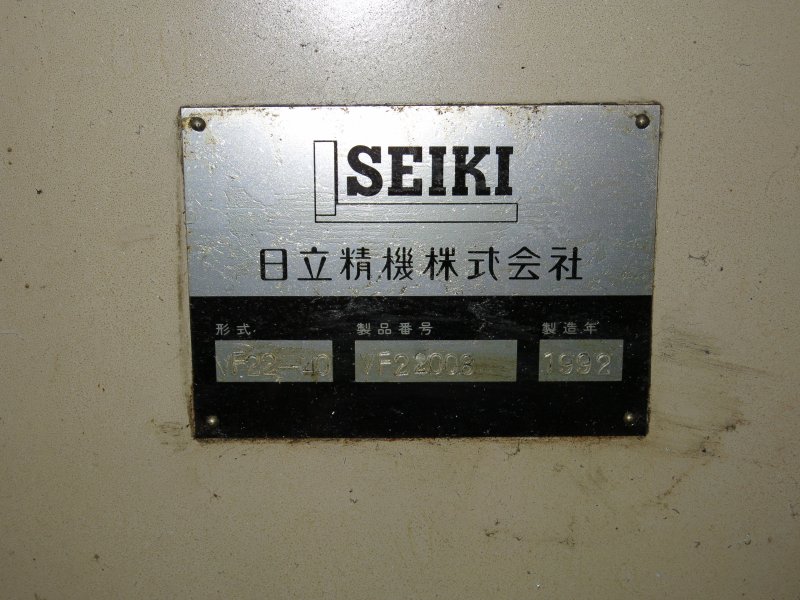 SEIKI
日立精機株式会社
形式 製品番号 製造年
VF22-40 VF22008 1992